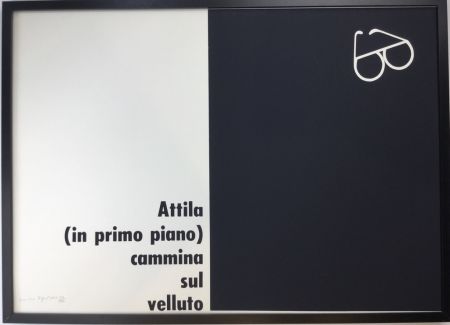 Attila
(in primo piano)
cammina
sul
velluto